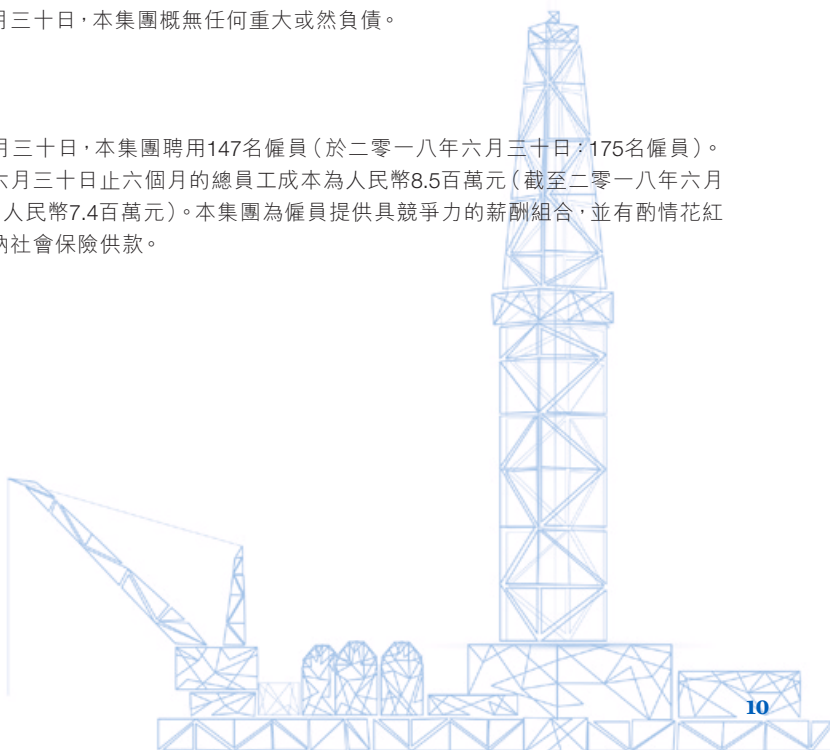 月三十日，本集團概無任何重大或然負債。
月三十日，本集團聘用147名僱員（於二零一八年六月三十日：175名僱員）。
六月三十日止六個月的總員工成本為人民幣8.5百萬元（截至二零一八年六月
人民幣7.4百萬元）。本集團為僱員提供具競爭力的薪酬組合，並有酌情花紅
社會保險供款。
10